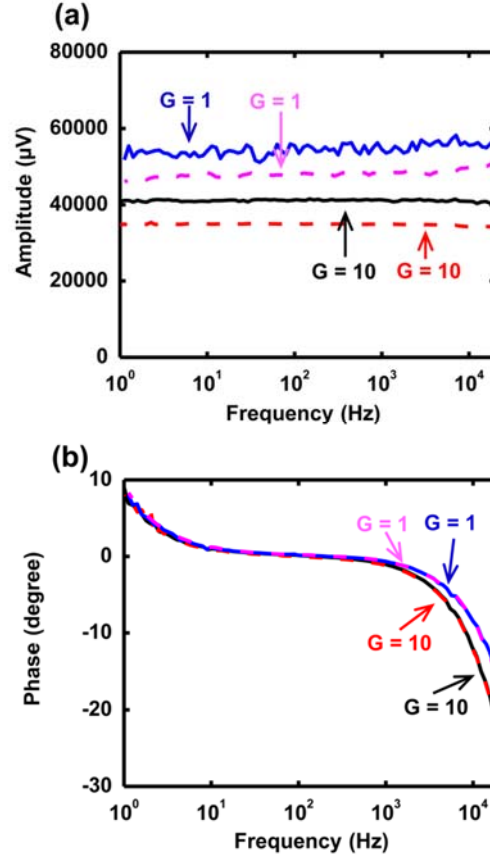 (a)
80000
60000
40000
20000
0
Amplitude (µV)
G = 1
G = 1
G = 10
G = 10
10⁰
10¹
10²
10³
10⁴
Frequency (Hz)
(b)
10
0
-10
-20
-30
Phase (degree)
G = 1
G = 1
G = 10
G = 10
10⁰
10¹
10²
10³
10⁴
Frequency (Hz)